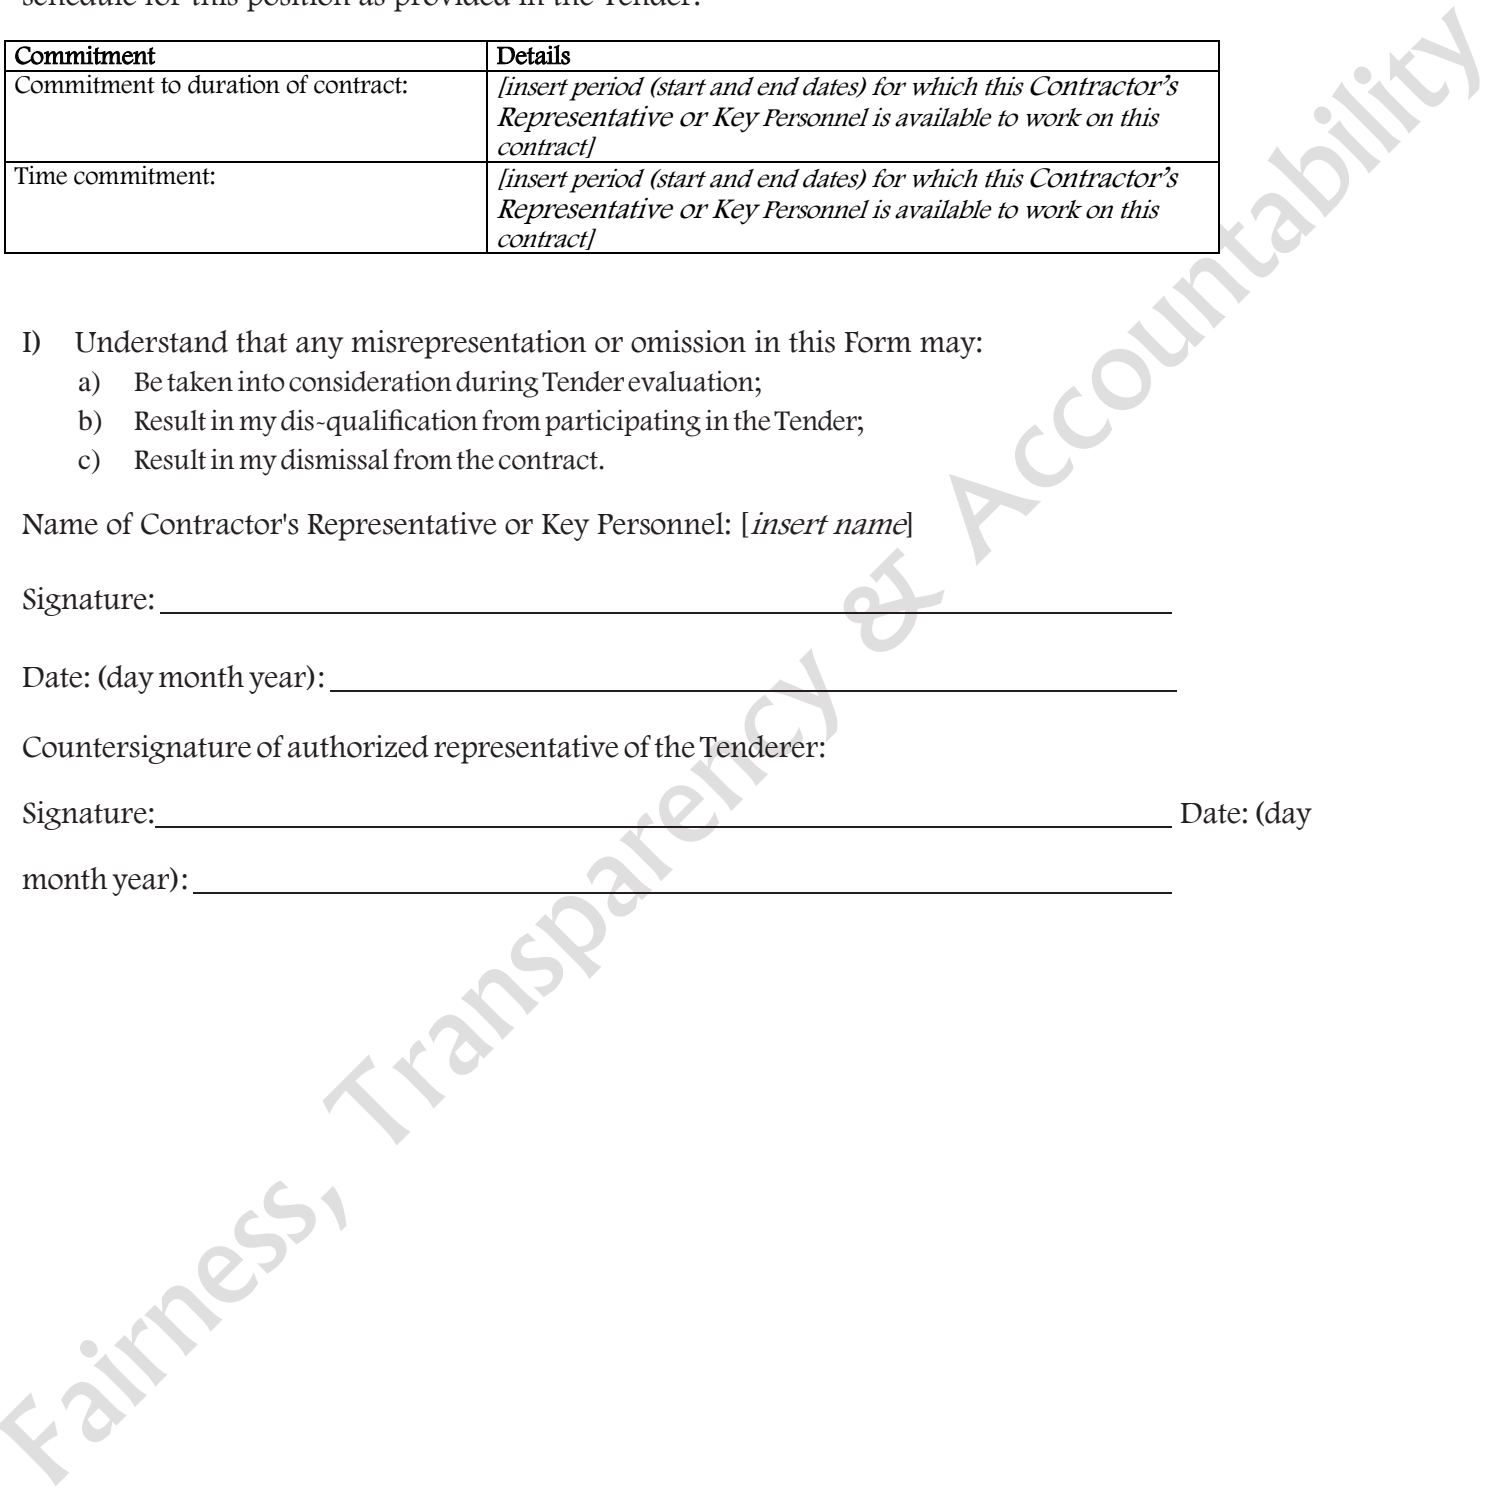 schedule for this position as provided in the Tender:
Commitment Details
Commitment to duration of contract: [insert period (start and end dates) for which this Contractor’s
Representative or Key Personnel is available to work on this
contract]
Time commitment: [insert period (start and end dates) for which this Contractor’s
Representative or Key Personnel is available to work on this
contract]
I) Understand that any misrepresentation or omission in this Form may:
a) Be taken into consideration during Tender evaluation;
b) Result in my dis-qualification from participating in the Tender;
c) Result in my dismissal from the contract.
Name of Contractor's Representative or Key Personnel: [insert name]
Signature:
Date: (day month year):
Countersignature of authorized representative of the Tenderer:
Signature: Date: (day
month year):
Fairness, Transparency & Accountability